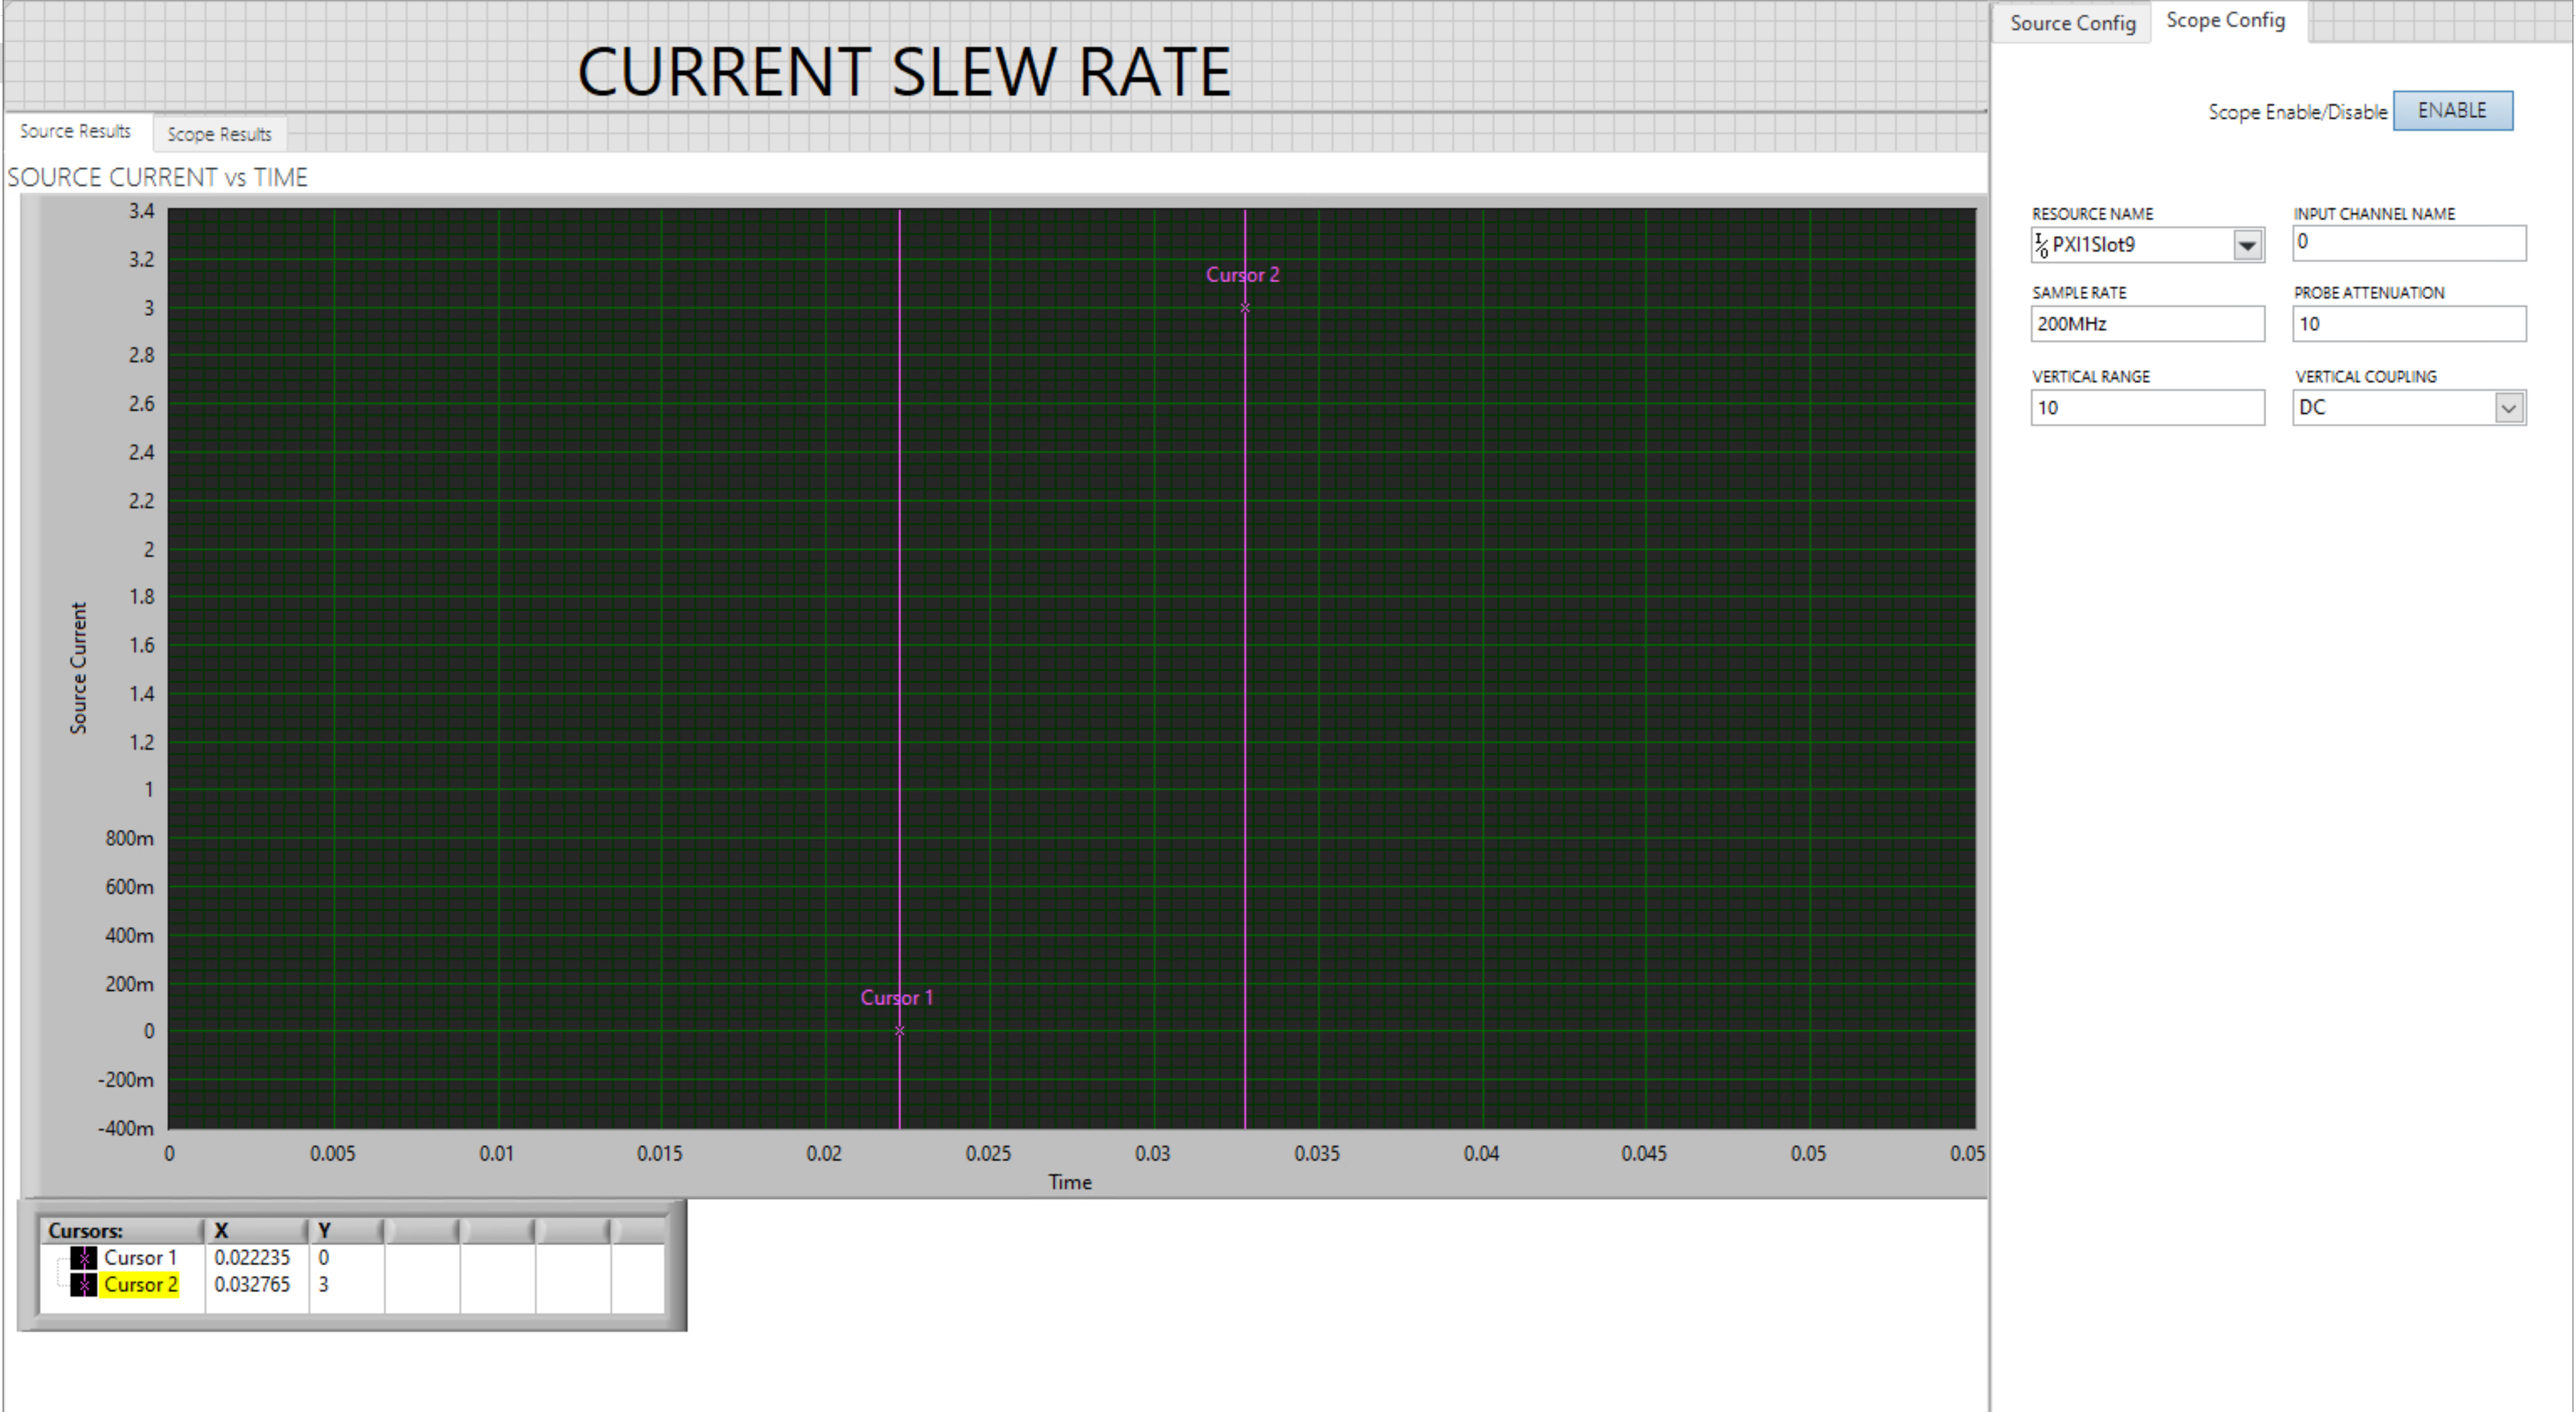 CURRENT SLEW RATE
Source Results
Scope Results
SOURCE CURRENT vs TIME
3.4
3.2
3
2.8
2.6
2.4
2.2
2
1.8
1.6
1.4
1.2
1
800m
600m
400m
200m
0
-200m
-400m
Source Current
Cursor 2
Cursor 1
0 0.005 0.01 0.015 0.02 0.025 0.03 0.035 0.04 0.045 0.05 0.05
Time
Cursors: X Y
Cursor 1 0.022235 0
Cursor 2 0.032765 3
Source Config
Scope Config
Scope Enable/Disable ENABLE
RESOURCE NAME INPUT CHANNEL NAME
I/O PXI1Slot9 0
SAMPLE RATE PROBE ATTENUATION
200MHz 10
VERTICAL RANGE VERTICAL COUPLING
10 DC